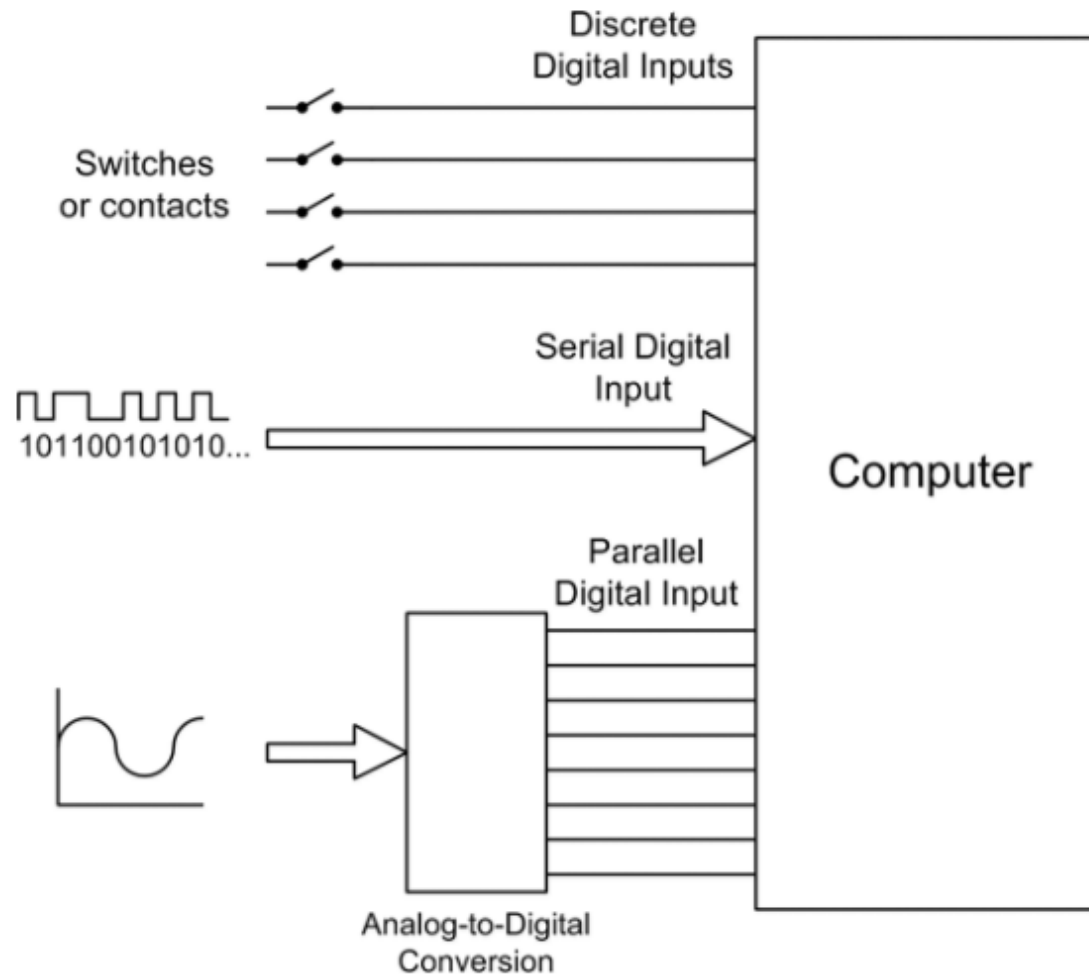 Discrete
Digital Inputs
Switches
or contacts
Serial Digital
Input
101100101010...
Computer
Parallel
Digital Input
Analog-to-Digital
Conversion